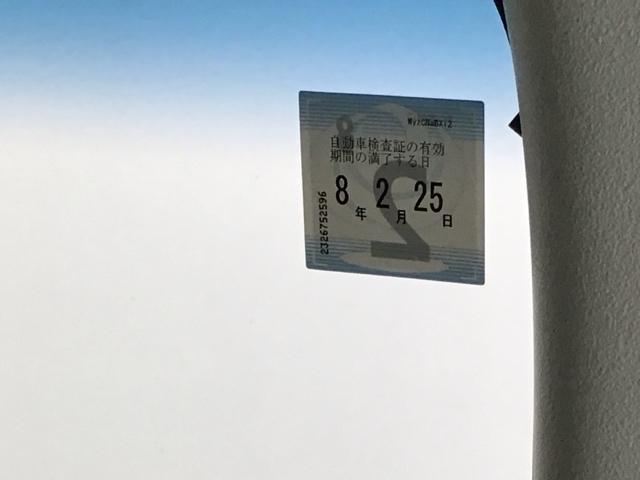 自動車検査証の有効
期間の満了する日
8年 2月 25日
2326752596